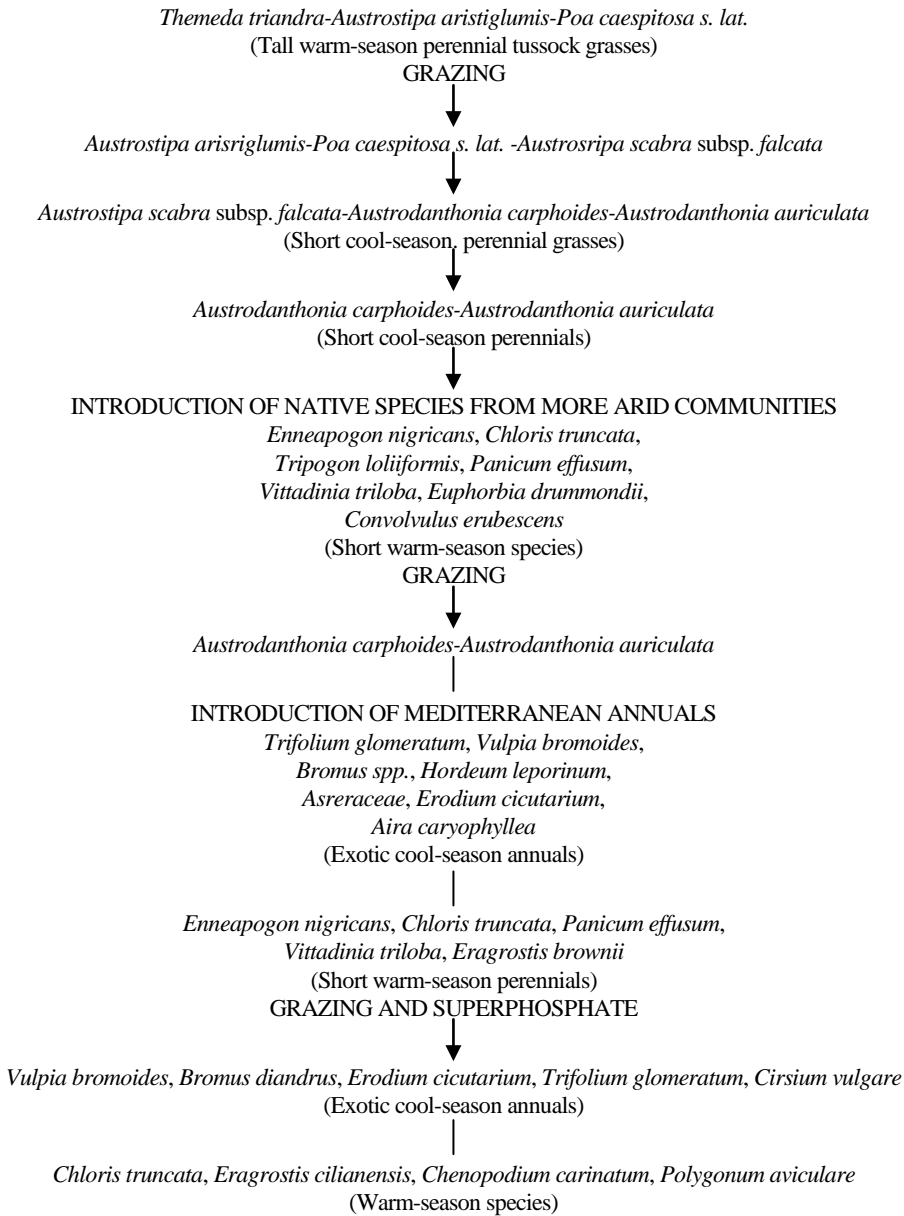 Themeda triandra-Austrostipa aristiglumis-Poa caespitosa s. lat.
(Tall warm-season perennial tussock grasses)
GRAZING
Austrostipa arisriglumis-Poa caespitosa s. lat. -Austrosripa scabra subsp. falcata
Austrostipa scabra subsp. falcata-Austrodanthonia carphoides-Austrodanthonia auriculata
(Short cool-season. perennial grasses)
Austrodanthonia carphoides-Austrodanthonia auriculata
(Short cool-season perennials)
INTRODUCTION OF NATIVE SPECIES FROM MORE ARID COMMUNITIES
Enneapogon nigricans, Chloris truncata,
Tripogon loliiformis, Panicum effusum,
Vittadinia triloba, Euphorbia drummondii,
Convolvulus erubescens
(Short warm-season species)
GRAZING
Austrodanthonia carphoides-Austrodanthonia auriculata
INTRODUCTION OF MEDITERRANEAN ANNUALS
Trifolium glomeratum, Vulpia bromoides,
Bromus spp., Hordeum leporinum,
Asreraceae, Erodium cicutarium,
Aira caryophyllea
(Exotic cool-season annuals)
Enneapogon nigricans, Chloris truncata, Panicum effusum,
Vittadinia triloba, Eragrostis brownii
(Short warm-season perennials)
GRAZING AND SUPERPHOSPHATE
Vulpia bromoides, Bromus diandrus, Erodium cicutarium, Trifolium glomeratum, Cirsium vulgare
(Exotic cool-season annuals)
Chloris truncata, Eragrostis cilianensis, Chenopodium carinatum, Polygonum aviculare
(Warm-season species)